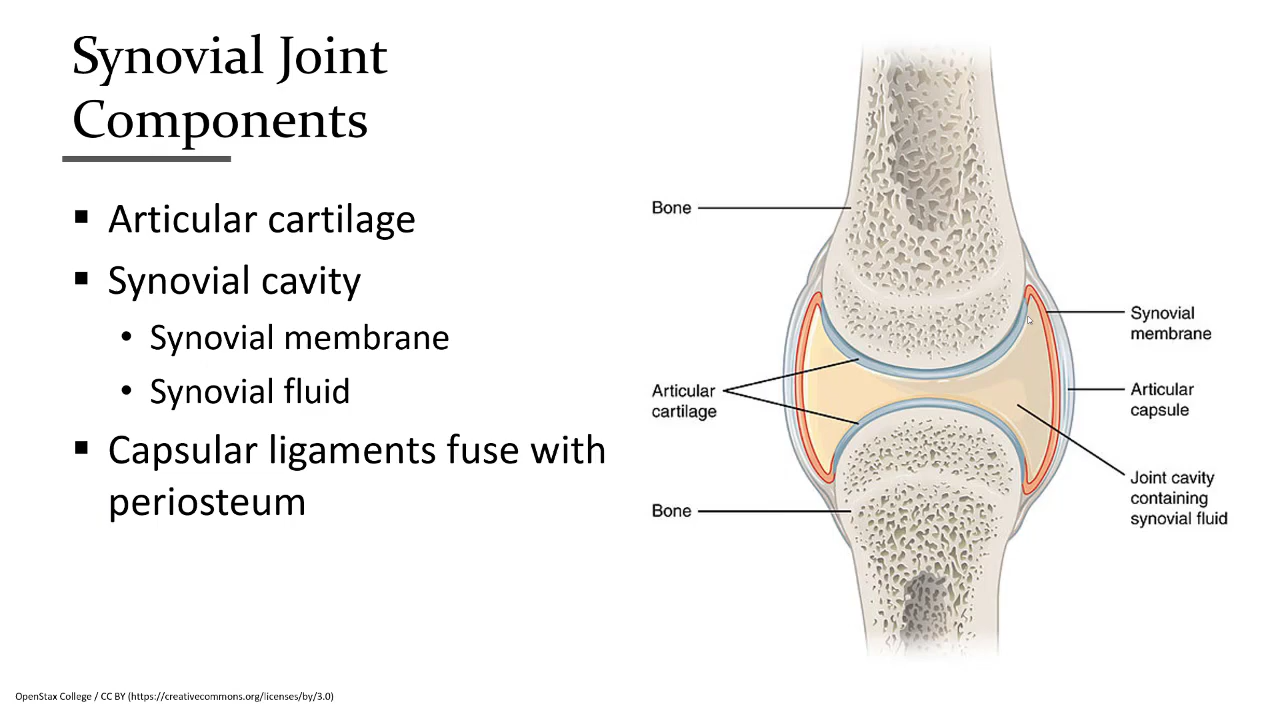 Synovial Joint
Components
▪ Articular cartilage
▪ Synovial cavity
• Synovial membrane
• Synovial fluid
▪ Capsular ligaments fuse with
periosteum
Bone
Articular
cartilage
Bone
Synovial
membrane
Articular
capsule
Joint cavity
containing
synovial fluid
OpenStax College / CC BY (https://creativecommons.org/licenses/by/3.0)